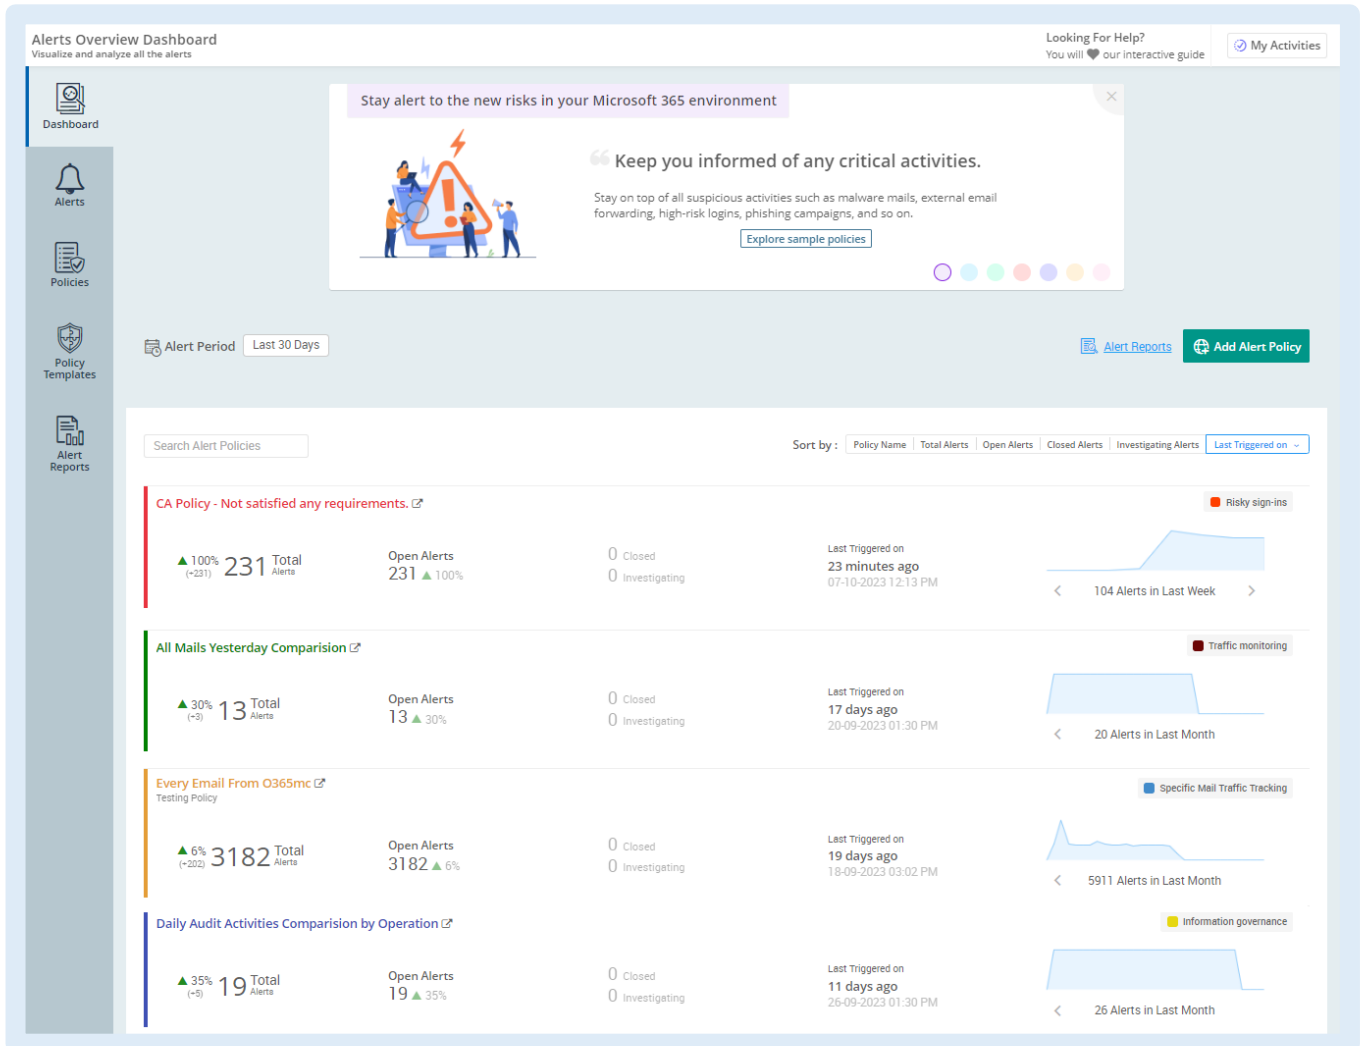 Alerts Overview Dashboard
Visualize and analyze all the alerts
Looking For Help?
You will our interactive guide
My Activities
Dashboard
Alerts
Policies
Policy
Templates
Alert
Reports
Stay alert to the new risks in your Microsoft 365 environment
Keep you informed of any critical activities.
Stay on top of all suspicious activities such as malware mails, external email
forwarding, high-risk logins, phishing campaigns, and so on.
Explore sample policies
Alert Period Last 30 Days
Alert Reports
Add Alert Policy
Search Alert Policies
Sort by : Policy Name Total Alerts Open Alerts Closed Alerts Investigating Alerts Last Triggered on
CA Policy - Not satisfied any requirements.
Risky sign-ins
100%
(+231)
231 Total
Alerts
Open Alerts
231 100%
0 Closed
0 Investigating
Last Triggered on
23 minutes ago
07-10-2023 12:13 PM
104 Alerts in Last Week
All Mails Yesterday Comparision
Traffic monitoring
30%
(+3)
13 Total
Alerts
Open Alerts
13 30%
0 Closed
0 Investigating
Last Triggered on
17 days ago
20-09-2023 01:30 PM
20 Alerts in Last Month
Every Email From O365mc
Testing Policy
Specific Mail Traffic Tracking
6%
(+202)
3182 Total
Alerts
Open Alerts
3182 6%
0 Closed
0 Investigating
Last Triggered on
19 days ago
18-09-2023 03:02 PM
5911 Alerts in Last Month
Daily Audit Activities Comparision by Operation
Information governance
35%
(+5)
19 Total
Alerts
Open Alerts
19 35%
0 Closed
0 Investigating
Last Triggered on
11 days ago
26-09-2023 01:30 PM
26 Alerts in Last Month